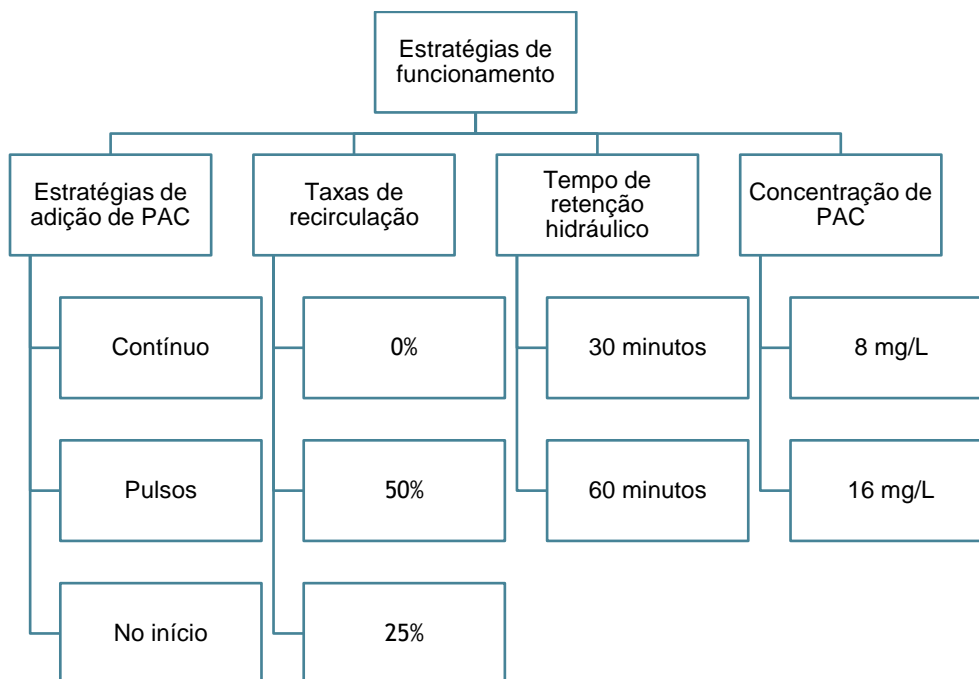 Estratégias de
funcionamento
Estratégias de
adição de PAC
Contínuo
Pulsos
No início
Taxas de
recirculação
0%
50%
25%
Tempo de
retenção
hidráulico
30 minutos
60 minutos
Concentração de
PAC
8 mg/L
16 mg/L